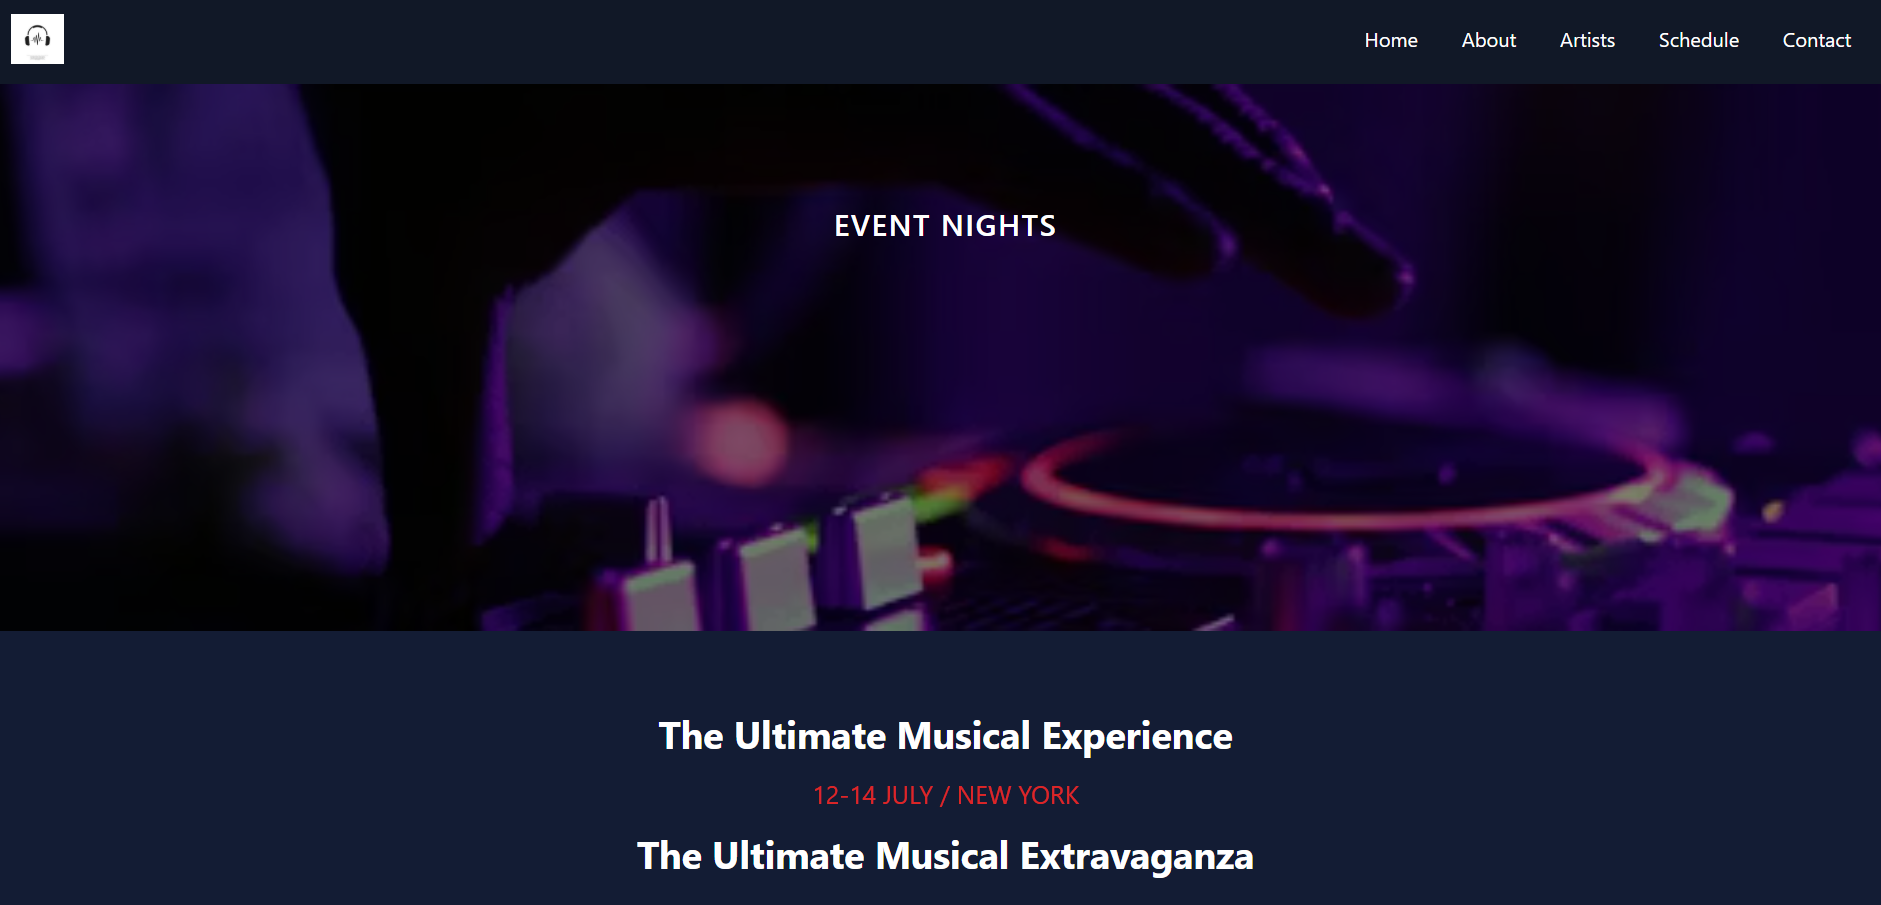 Home About Artists Schedule Contact
EVENT NIGHTS
The Ultimate Musical Experience
12-14 JULY / NEW YORK
The Ultimate Musical Extravaganza